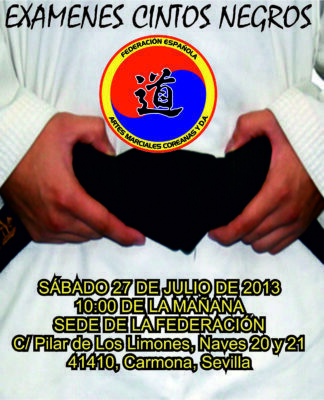 EXAMENES CINTOS NEGROS
FEDERACIÓN ESPAÑOLA
道
ARTES MARCIALES COREANAS Y D.A.
SÁBADO 27 DE JULIO DE 2013
10:00 DE LA MAÑANA
SEDE DE LA FEDERACIÓN
C/ Pilar de Los Limones, Naves 20 y 21
41410, Carmona, Sevilla